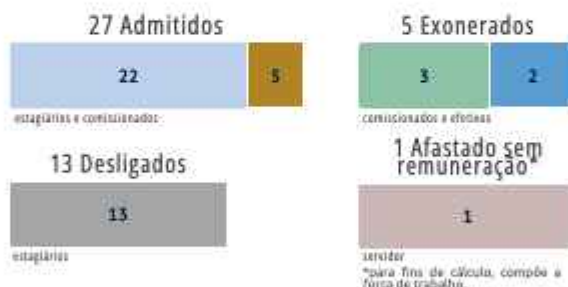 27 Admitidos
22 5
estagiários e comissionados
5 Exonerados
3 2
comissionados e efetivos
13 Desligados
13
estagiários
1 Afastado sem
remuneração*
1
servidor
*para fins de cálculo, compõe a
força de trabalho